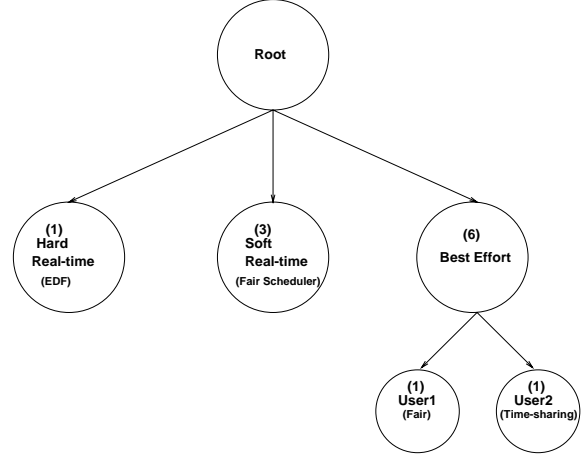 Root
(1)
Hard
Real-time
(EDF)
(3)
Soft
Real-time
(Fair Scheduler)
(6)
Best Effort
(1)
User1
(Fair)
(1)
User2
(Time-sharing)